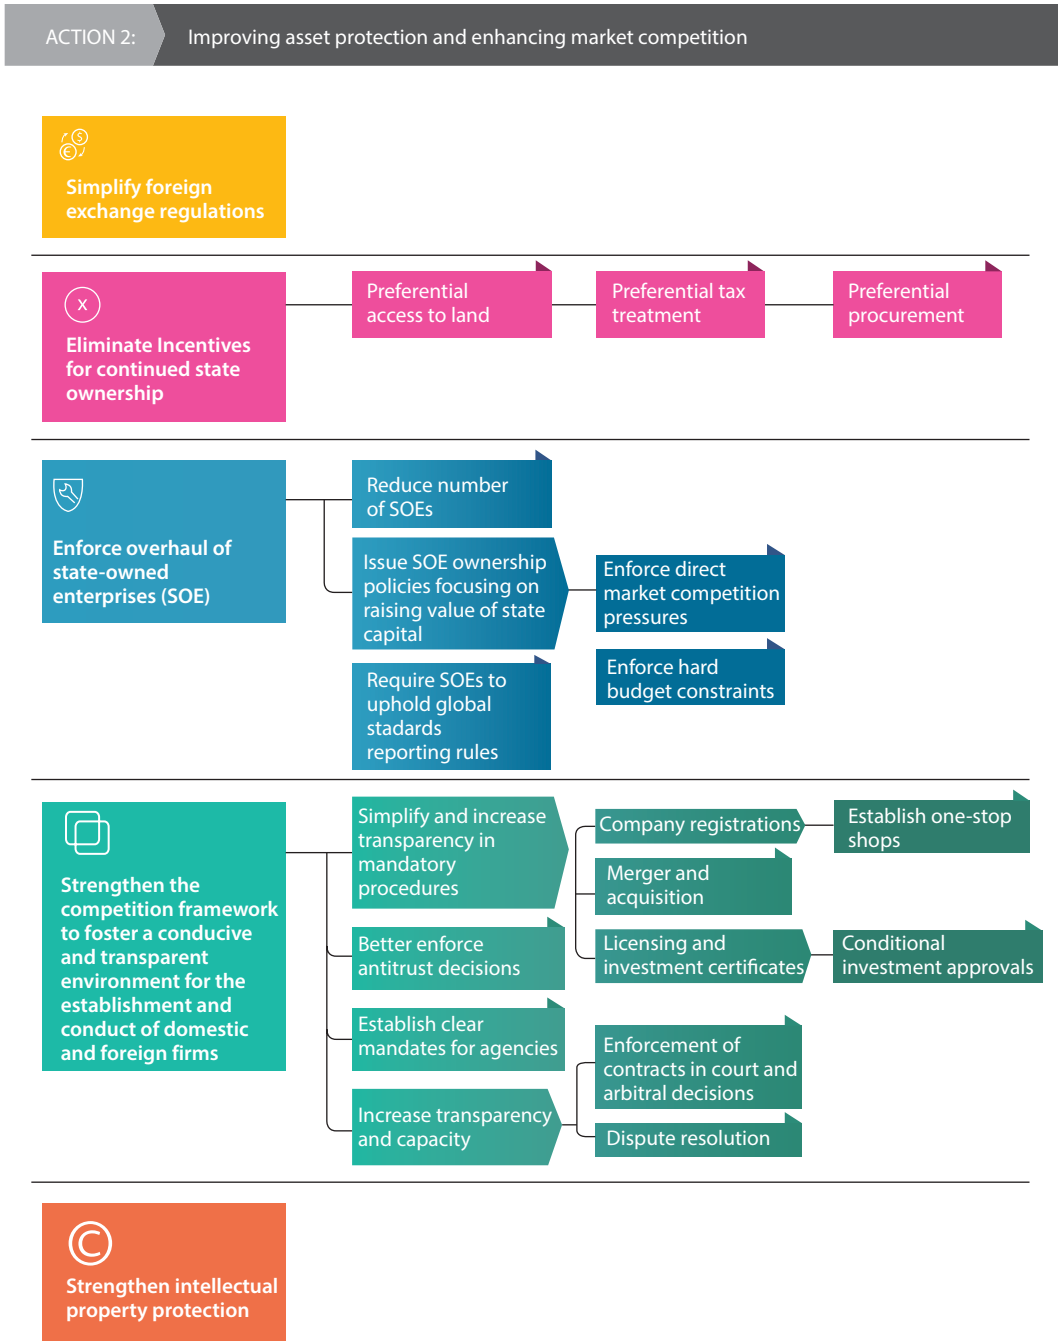 ACTION 2:
Improving asset protection and enhancing market competition
$
€
Simplify foreign
exchange regulations
X
Eliminate Incentives
for continued state
ownership
Preferential
access to land
Preferential tax
treatment
Preferential
procurement
Enforce overhaul of
state-owned
enterprises (SOE)
Reduce number
of SOEs
Issue SOE ownership
policies focusing on
raising value of state
capital
Enforce direct
market competition
pressures
Enforce hard
budget constraints
Require SOEs to
uphold global
stadards
reporting rules
Strengthen the
competition framework
to foster a conducive
and transparent
environment for the
establishment and
conduct of domestic
and foreign firms
Simplify and increase
transparency in
mandatory
procedures
Company registrations
Establish one-stop
shops
Merger and
acquisition
Licensing and
investment certificates
Conditional
investment approvals
Better enforce
antitrust decisions
Establish clear
mandates for agencies
Increase transparency
and capacity
Enforcement of
contracts in court and
arbitral decisions
Dispute resolution
©
Strengthen intellectual
property protection